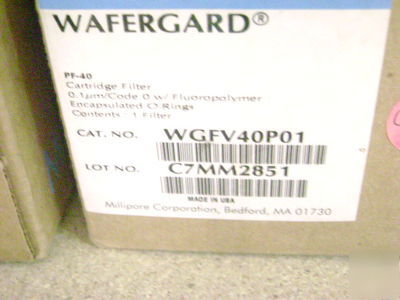 WAFERGARD®
PF-40
Cartridge Filter
0.1µm/Code 0 w/ Fluoropolymer
Encapsulated O-Rings
Contents: 1 Filter
CAT. NO. WGFV40P01
LOT NO. C7MM2851
MADE IN USA
Millipore Corporation, Bedford, MA 01730